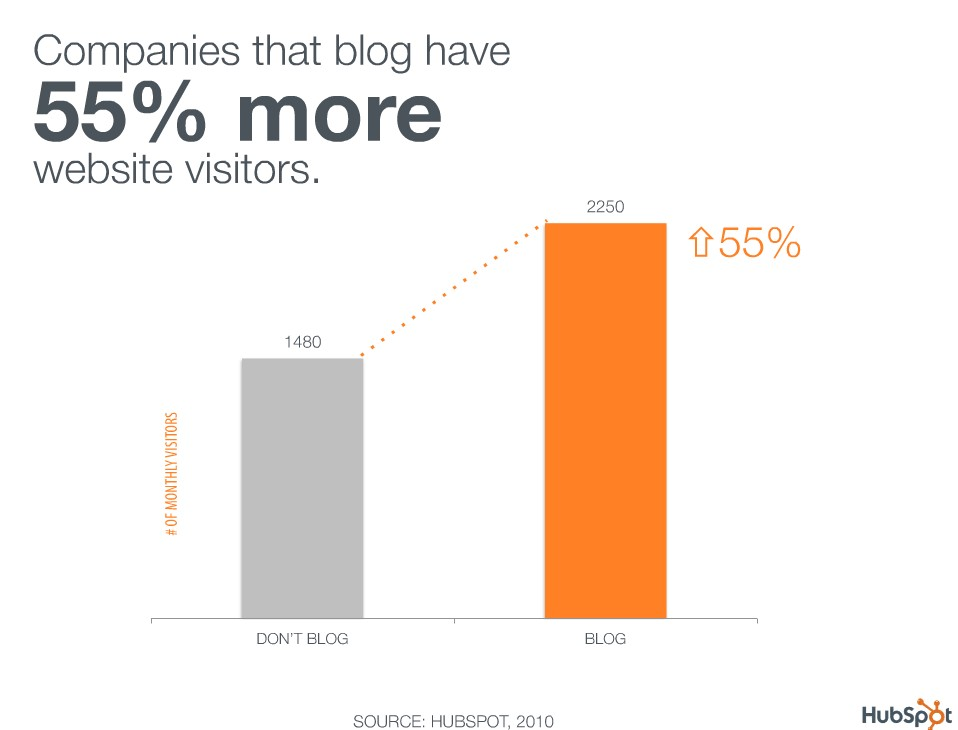 Companies that blog have
55% more
website visitors.
2250
⇧55%
1480
# OF MONTHLY VISITORS
DON'T BLOG
BLOG
SOURCE: HUBSPOT, 2010
HubSpot